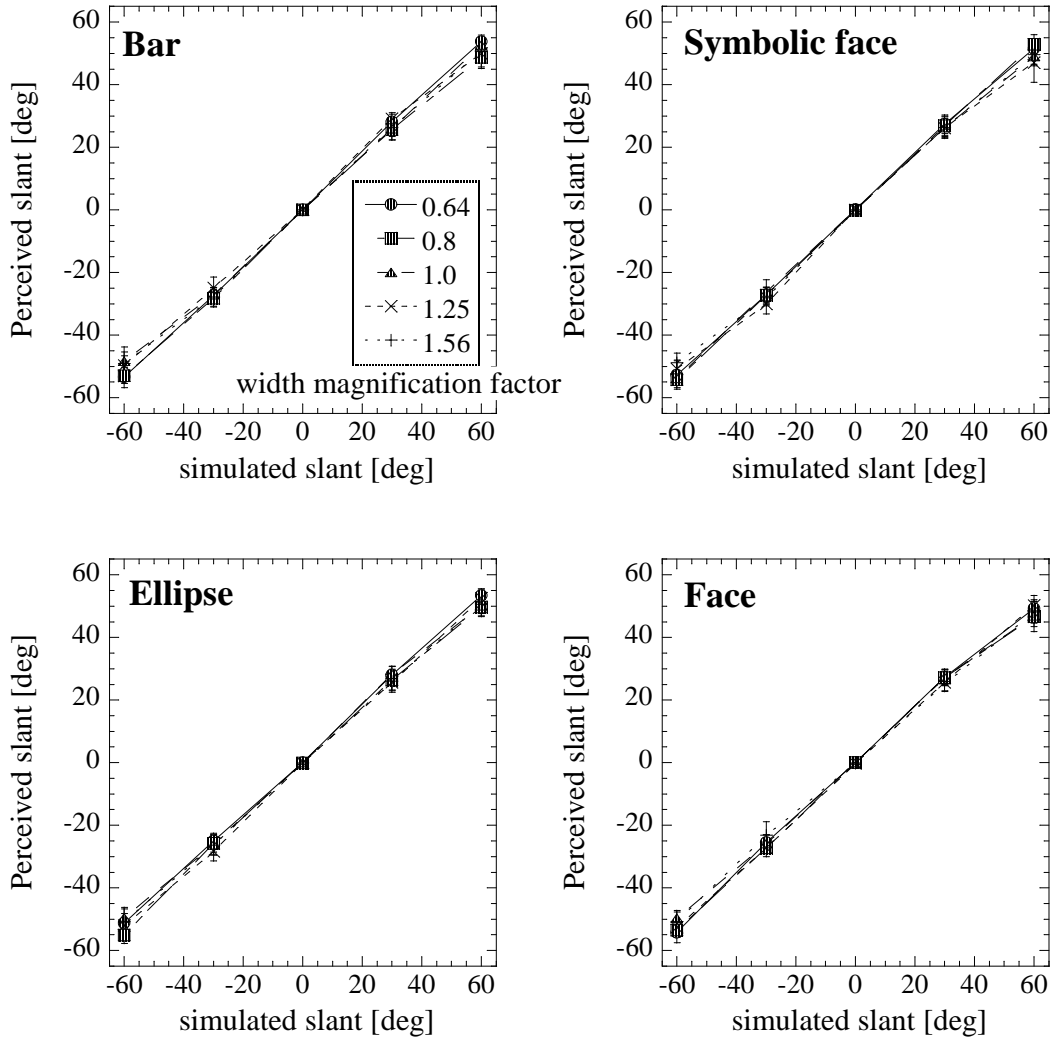 Bar
Perceived slant [deg]
60
40
20
0
-20
-40
-60
0.64
0.8
1.0
1.25
1.56
width magnification factor
-60 -40 -20 0 20 40 60
simulated slant [deg]
Symbolic face
Perceived slant [deg]
60
40
20
0
-20
-40
-60
-60 -40 -20 0 20 40 60
simulated slant [deg]
Ellipse
Perceived slant [deg]
60
40
20
0
-20
-40
-60
-60 -40 -20 0 20 40 60
simulated slant [deg]
Face
Perceived slant [deg]
60
40
20
0
-20
-40
-60
-60 -40 -20 0 20 40 60
simulated slant [deg]